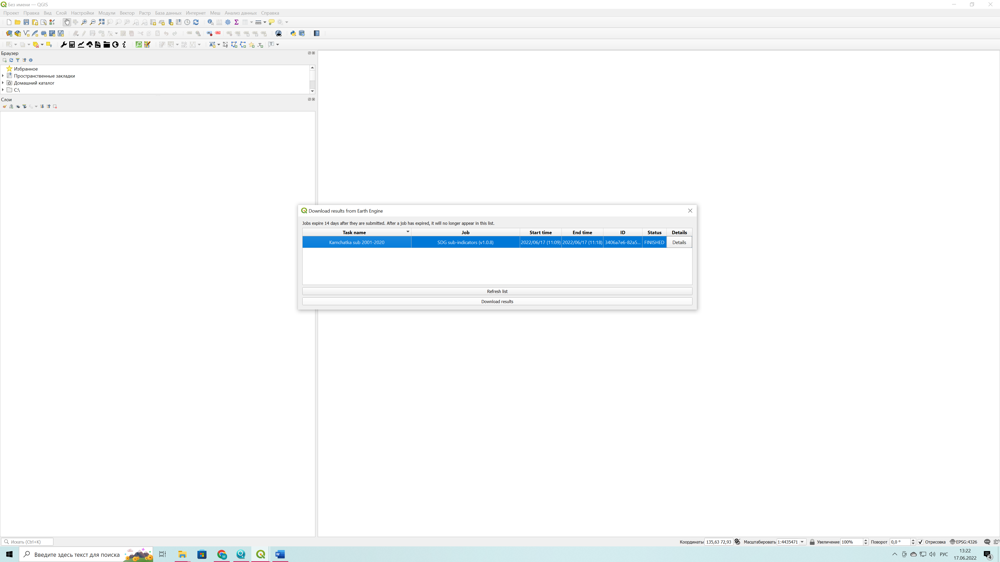 Без имени — QGIS
Проект Правка Вид Слой Настройки Модули Вектор Растр База данных Интернет Меш Анализ данных Справка
Браузер
Избранное
Пространственные закладки
Домашний каталог
C:\
Слои
Download results from Earth Engine
Jobs expire 14 days after they are submitted. After a job has expired, it will no longer appear in this list.
Task name Job Start time End time ID Status Details
Kamchatka sub 2001-2020 SDG sub-indicators (v1.0.8) 2022/06/17 (11:09) 2022/06/17 (11:18) 3406a7e6-82a5... FINISHED Details
Refresh list
Download results
Искать (Ctrl+K) Координаты 135,63 72,93 Масштабировать 1:4435471 Увеличение 100% Поворот 0,0 ° Отрисовка EPSG:4326
Введите здесь текст для поиска РУС 13:22
17.06.2022 4